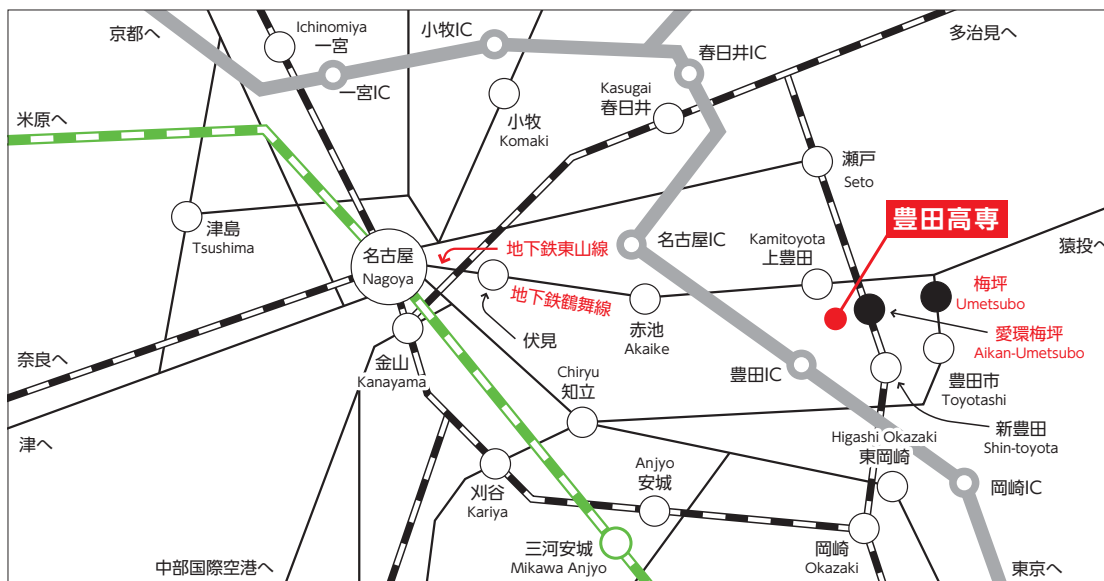 京都へ
Ichinomiya
一宮
一宮IC
小牧IC
春日井IC
多治見へ
米原へ
小牧
Komaki
Kasugai
春日井
瀬戸
Seto
津島
Tsushima
名古屋
Nagoya
地下鉄東山線
地下鉄鶴舞線
伏見
名古屋IC
Kamitoyota
上豊田
豊田高専
猿投へ
梅坪
Umetsubo
愛環梅坪
Aikan-Umetsubo
赤池
Akaike
奈良へ
金山
Kanayama
Chiryu
知立
豊田IC
豊田市
Toyotashi
新豊田
Shin-toyota
津へ
刈谷
Kariya
Anjyo
安城
Higashi Okazaki
東岡崎
岡崎IC
三河安城
Mikawa Anjyo
岡崎
Okazaki
中部国際空港へ
東京へ